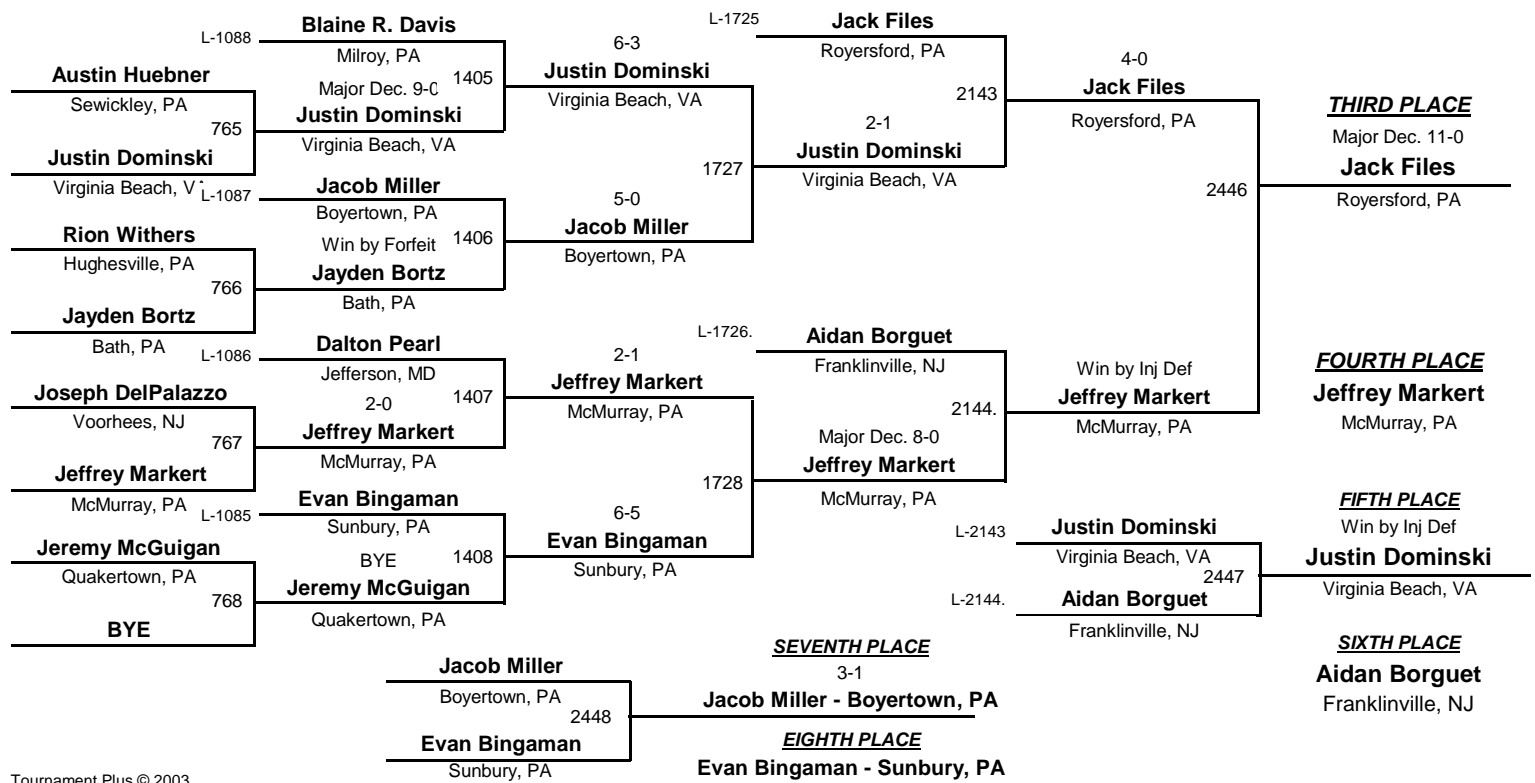 L-1088
Blaine R. Davis
Milroy, PA
Austin Huebner
Sewickley, PA
Major Dec. 9-0
1405
765
Justin Dominski
Virginia Beach, VA
Justin Dominski
Virginia Beach, VA
L-1087
Jacob Miller
Boyertown, PA
Rion Withers
Hughesville, PA
Win by Forfeit
1406
766
Jayden Bortz
Bath, PA
Jayden Bortz
Bath, PA
L-1086
Dalton Pearl
Jefferson, MD
Joseph DelPalazzo
Voorhees, NJ
2-0
1407
767
Jeffrey Markert
McMurray, PA
Jeffrey Markert
McMurray, PA
L-1085
Evan Bingaman
Sunbury, PA
Jeremy McGuigan
Quakertown, PA
BYE
1408
768
Jeremy McGuigan
Quakertown, PA
BYE
6-3
Justin Dominski
Virginia Beach, VA
1727
5-0
Jacob Miller
Boyertown, PA
2-1
Jeffrey Markert
McMurray, PA
1728
6-5
Evan Bingaman
Sunbury, PA
L-1725
Jack Files
Royersford, PA
2143
2-1
Justin Dominski
Virginia Beach, VA
L-1726.
Aidan Borguet
Franklinville, NJ
2144.
Major Dec. 8-0
Jeffrey Markert
McMurray, PA
4-0
Jack Files
Royersford, PA
2446
Win by Inj Def
Jeffrey Markert
McMurray, PA
THIRD PLACE
Major Dec. 11-0
Jack Files
Royersford, PA
FOURTH PLACE
Jeffrey Markert
McMurray, PA
L-2143
Justin Dominski
Virginia Beach, VA
2447
L-2144.
Aidan Borguet
Franklinville, NJ
FIFTH PLACE
Win by Inj Def
Justin Dominski
Virginia Beach, VA
SIXTH PLACE
Aidan Borguet
Franklinville, NJ
Jacob Miller
Boyertown, PA
2448
Evan Bingaman
Sunbury, PA
SEVENTH PLACE
3-1
Jacob Miller - Boyertown, PA
EIGHTH PLACE
Evan Bingaman - Sunbury, PA
Tournament Plus © 2003